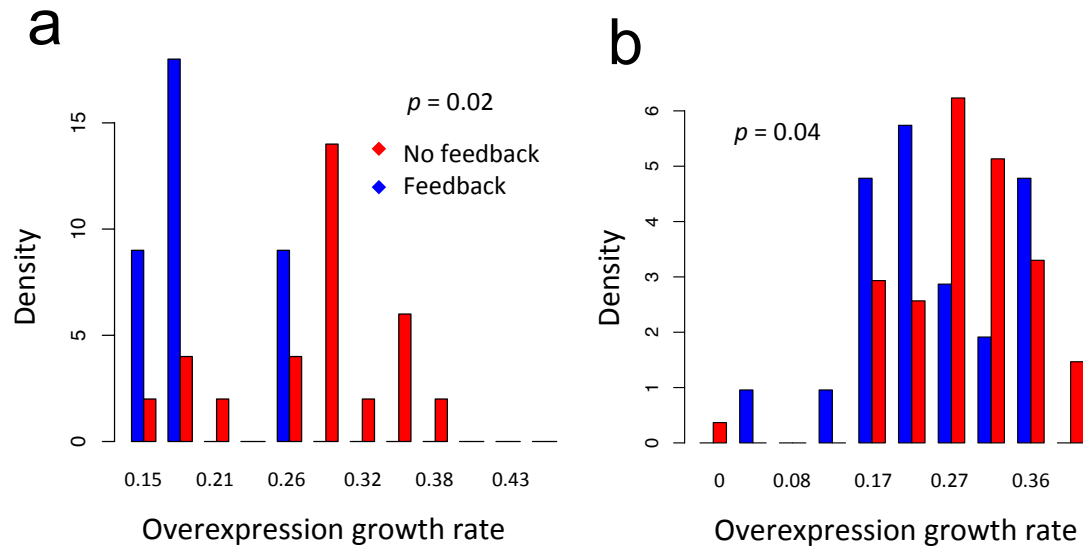 a
p = 0.02
No feedback
Feedback
Density
0
5
10
15
0.15 0.21 0.26 0.32 0.38 0.43
Overexpression growth rate
b
p = 0.04
Density
0
1
2
3
4
5
6
0 0.08 0.17 0.27 0.36
Overexpression growth rate